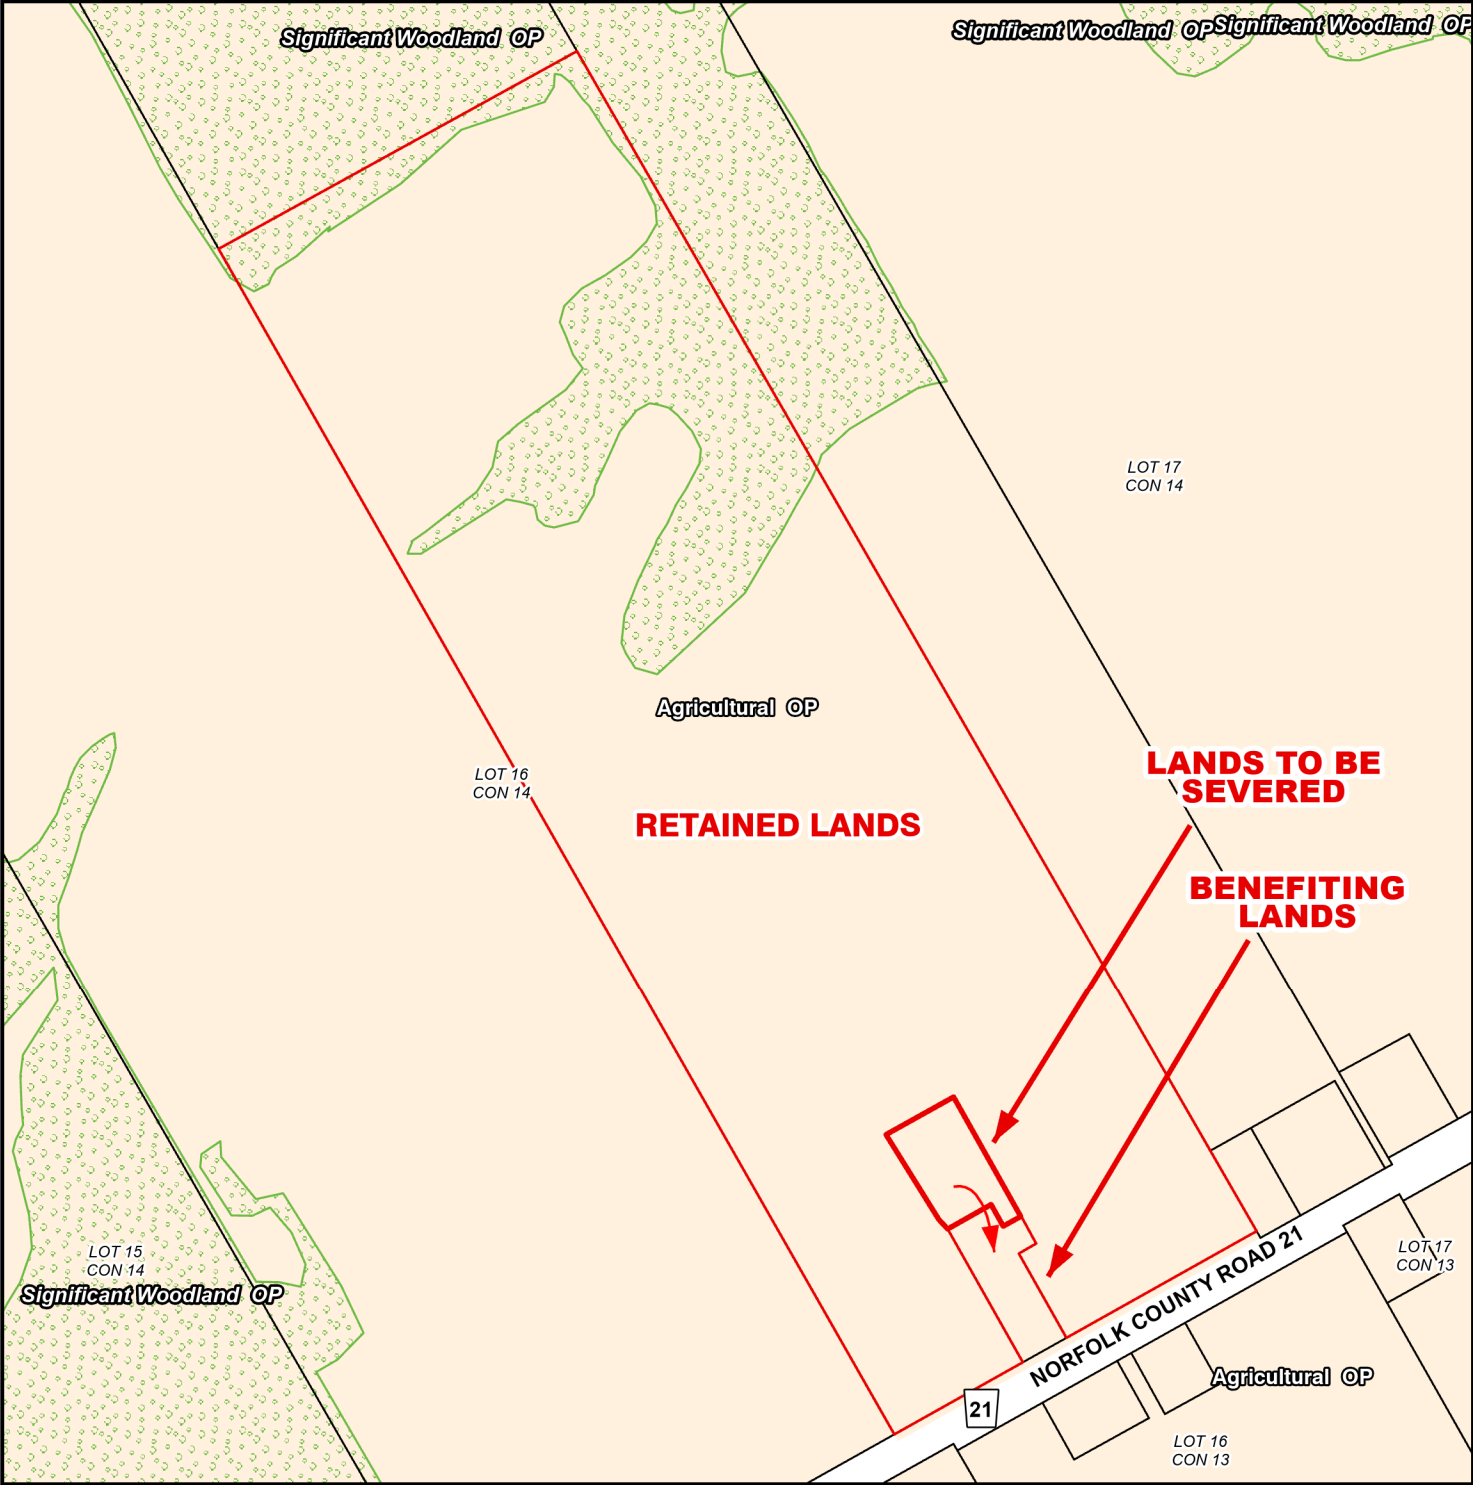 Significant Woodland  OP
Significant Woodland  OP
Significant Woodland  OP
LOT 17
CON 14
Agricultural  OP
LOT 16
CON 14
RETAINED LANDS
LANDS TO BE
SEVERED
BENEFITING
LANDS
LOT 15
CON 14
Significant Woodland  OP
NORFOLK COUNTY ROAD 21
21
LOT 17
CON 13
Agricultural  OP
LOT 16
CON 13